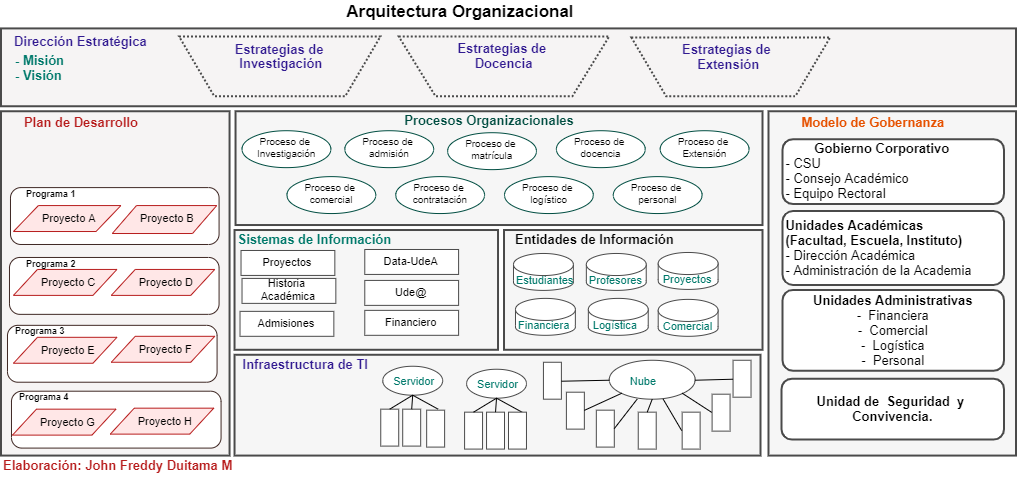 Arquitectura Organizacional
Dirección Estratégica
- Misión
- Visión
Estrategias de
Investigación
Estrategias de
Docencia
Estrategias de
Extensión
Plan de Desarrollo
Programa 1
Proyecto A
Proyecto B
Programa 2
Proyecto C
Proyecto D
Programa 3
Proyecto E
Proyecto F
Programa 4
Proyecto G
Proyecto H
Procesos Organizacionales
Proceso de
Investigación
Proceso de
admisión
Proceso de
matrícula
Proceso de
docencia
Proceso de
Extensión
Proceso de
comercial
Proceso de
contratación
Proceso de
logístico
Proceso de
personal
Sistemas de Información
Proyectos
Data-UdeA
Historia
Académica
Ude@
Admisiones
Financiero
Entidades de Información
Estudiantes
Profesores
Proyectos
Financiera
Logística
Comercial
Infraestructura de TI
Servidor
Servidor
Nube
Modelo de Gobernanza
Gobierno Corporativo
- CSU
- Consejo Académico
- Equipo Rectoral
Unidades Académicas
(Facultad, Escuela, Instituto)
- Dirección Académica
- Administración de la Academia
Unidades Administrativas
- Financiera
- Comercial
- Logística
- Personal
Unidad de Seguridad y
Convivencia.
Elaboración: John Freddy Duitama M